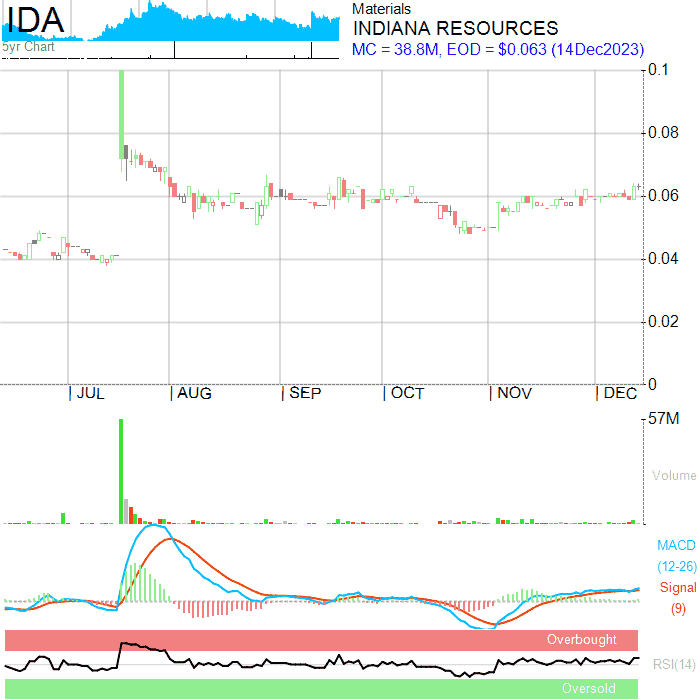 IDA
5yr Chart
Materials
INDIANA RESOURCES
MC = 38.8M, EOD = $0.063 (14Dec2023)
0.1
0.08
0.06
0.04
0.02
0
| JUL | AUG | SEP | OCT | NOV | DEC
57M
Volume
MACD
(12-26)
Signal
(9)
Overbought
RSI(14)
Oversold